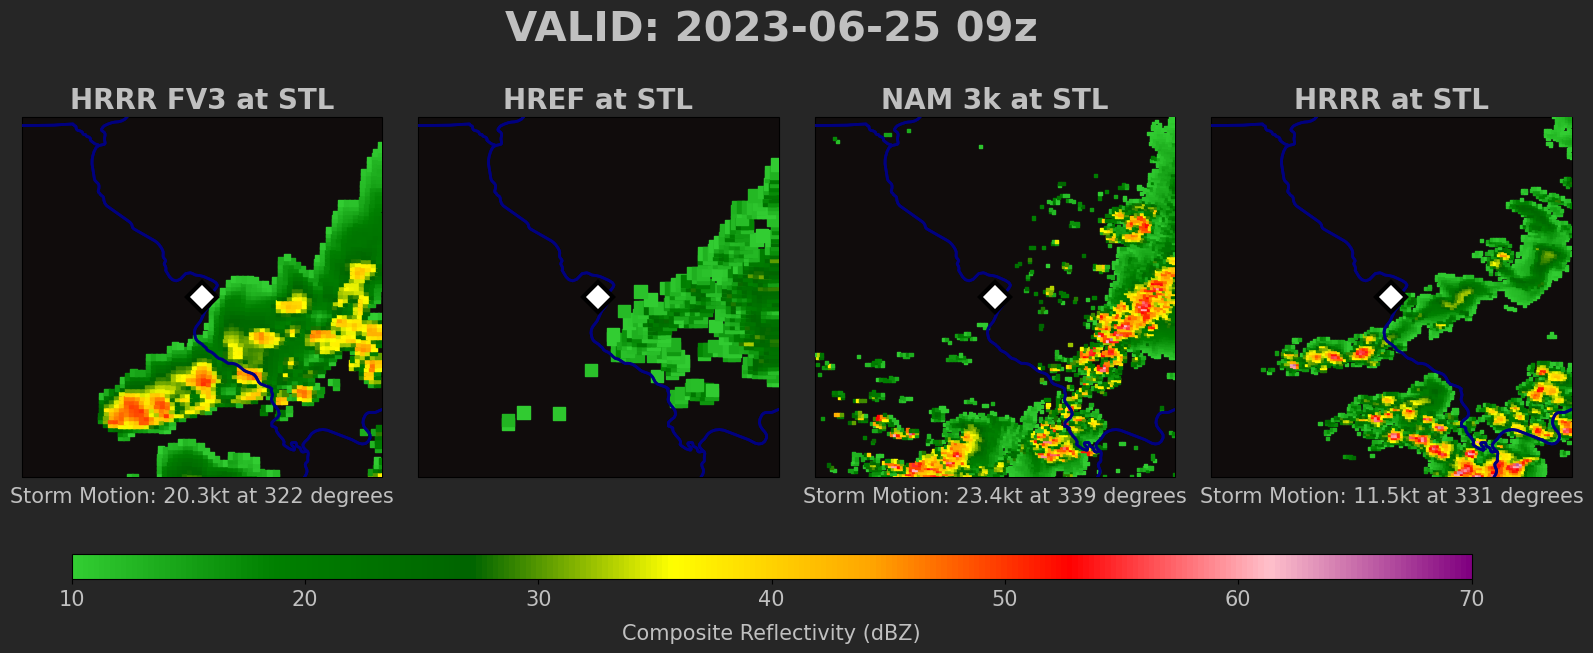 VALID: 2023-06-25 09z
HRRR FV3 at STL
HREF at STL
NAM 3k at STL
HRRR at STL
Storm Motion: 20.3kt at 322 degrees
Storm Motion: 23.4kt at 339 degrees
Storm Motion: 11.5kt at 331 degrees
10 20 30 40 50 60 70
Composite Reflectivity (dBZ)